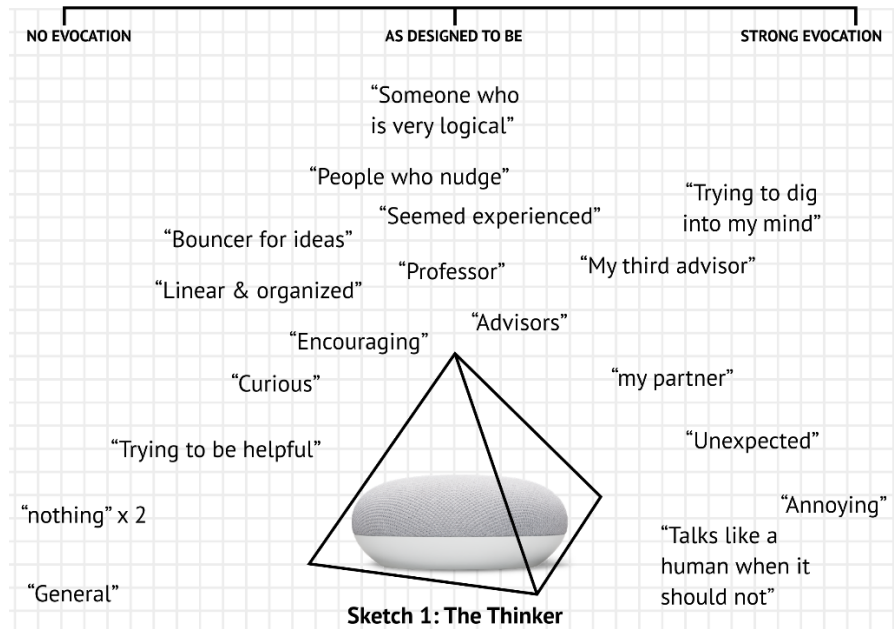 NO EVOCATION
AS DESIGNED TO BE
STRONG EVOCATION
“Someone who
is very logical”
“People who nudge”
“Trying to dig
into my mind”
“Seemed experienced”
“Bouncer for ideas”
“Professor”
“My third advisor”
“Linear & organized”
“Advisors”
“Encouraging”
“Curious”
“my partner”
“Trying to be helpful”
“Unexpected”
“nothing” x 2
“Annoying”
“Talks like a
human when it
should not”
“General”
Sketch 1: The Thinker